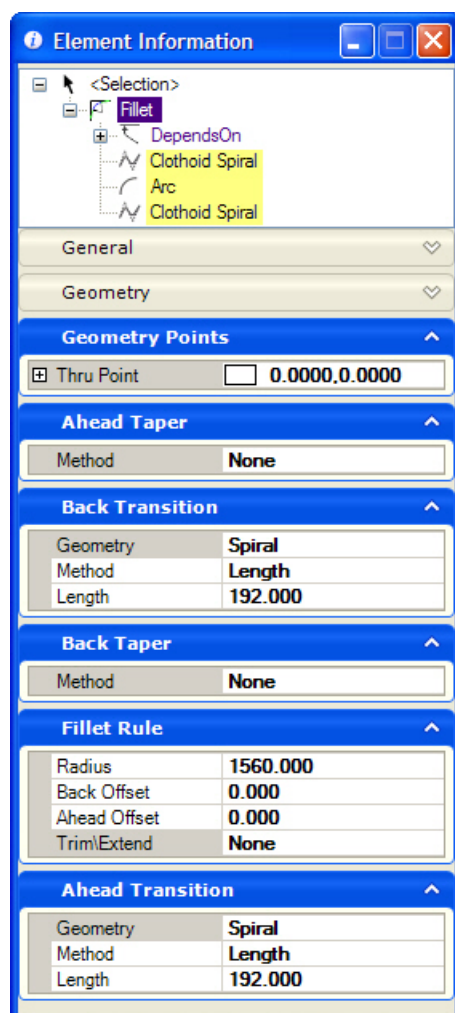 Element Information
<Selection>
Fillet
DependsOn
Clothoid Spiral
Arc
Clothoid Spiral
General
Geometry
Geometry Points
Thru Point 0.0000,0.0000
Ahead Taper
Method None
Back Transition
Geometry Spiral
Method Length
Length 192.000
Back Taper
Method None
Fillet Rule
Radius 1560.000
Back Offset 0.000
Ahead Offset 0.000
Trim\Extend None
Ahead Transition
Geometry Spiral
Method Length
Length 192.000